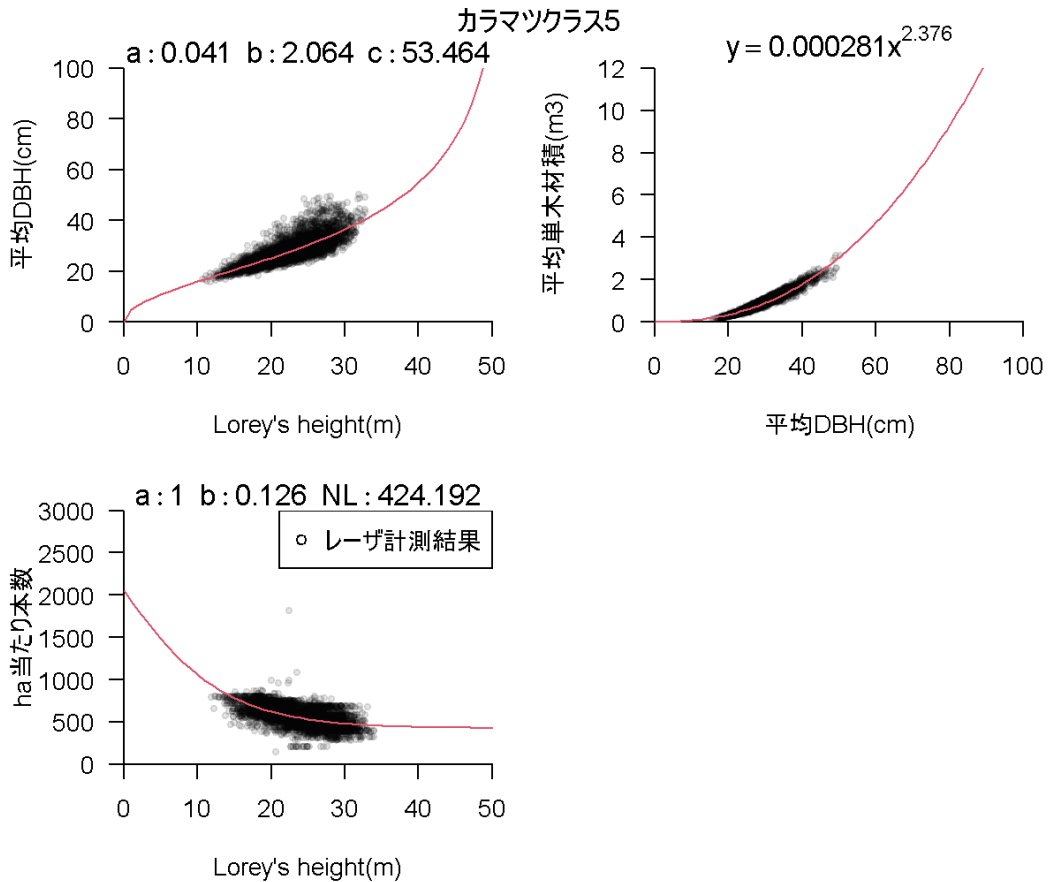 カラマツクラス5
a : 0.041 b : 2.064 c : 53.464
平均DBH(cm)
100
80
60
40
20
0
0 10 20 30 40 50
Lorey's height(m)
y = 0.000281x^2.376
平均単木材積(m3)
12
10
8
6
4
2
0
0 20 40 60 80 100
平均DBH(cm)
a : 1 b : 0.126 NL : 424.192
ha当たり本数
3000
2500
2000
1500
1000
500
0
レーザ計測結果
0 10 20 30 40 50
Lorey's height(m)